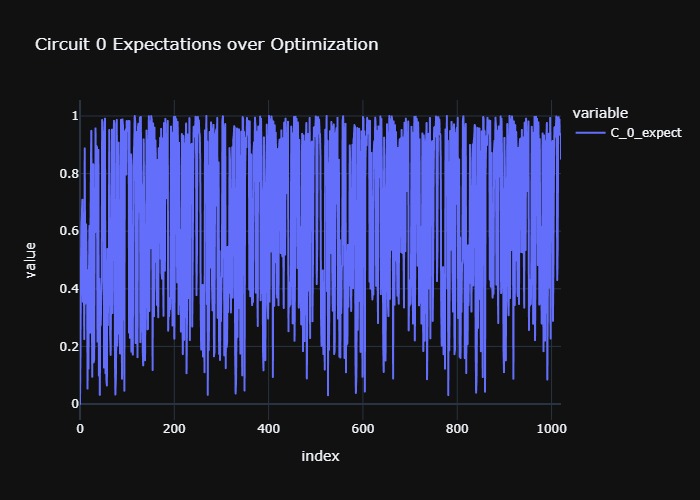 Circuit 0 Expectations over Optimization
variable
C_0_expect
value
1
0.8
0.6
0.4
0.2
0
0 200 400 600 800 1000
index